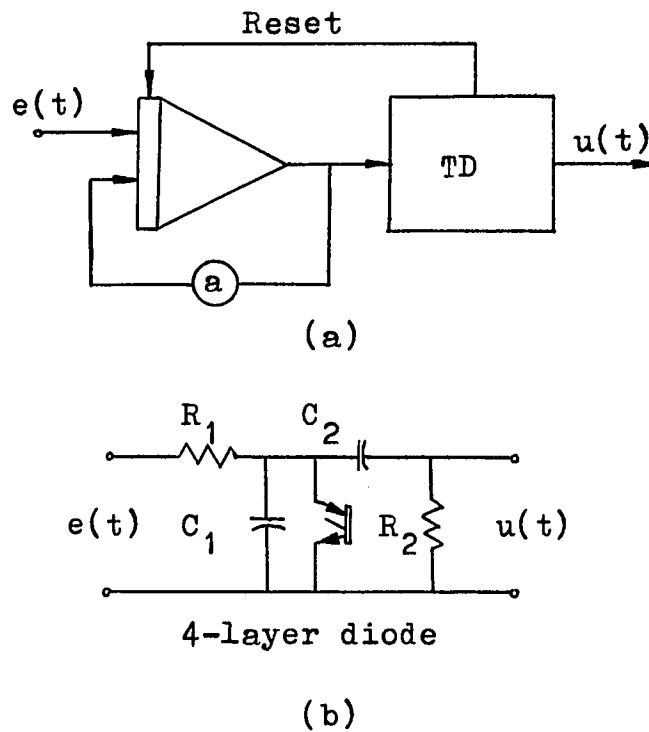 Reset
e(t)
TD
u(t)
a
(a)
R₁
C₂
e(t)
C₁
R₂
u(t)
4-layer diode
(b)